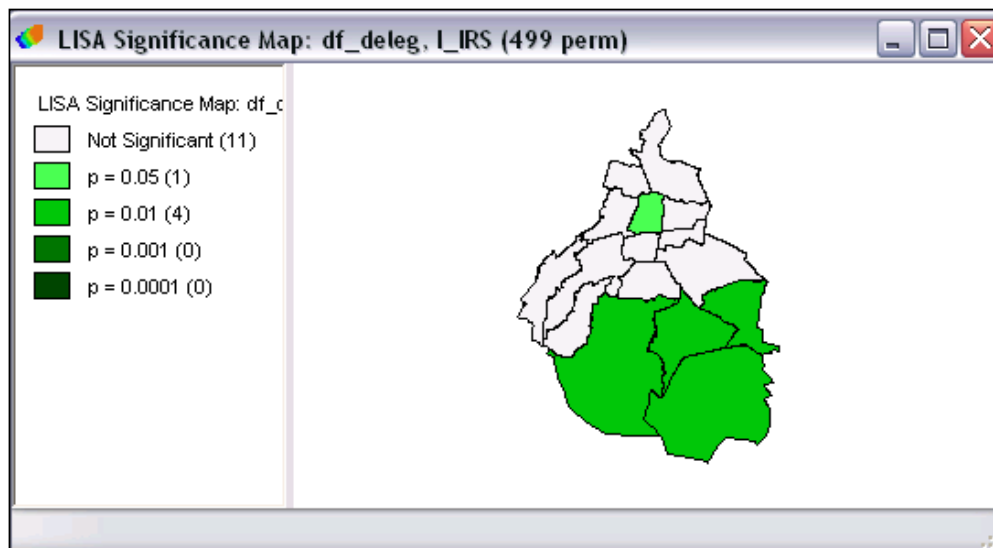 LISA Significance Map: df_deleg, I_IRS (499 perm)
LISA Significance Map: df_c
Not Significant (11)
p = 0.05 (1)
p = 0.01 (4)
p = 0.001 (0)
p = 0.0001 (0)